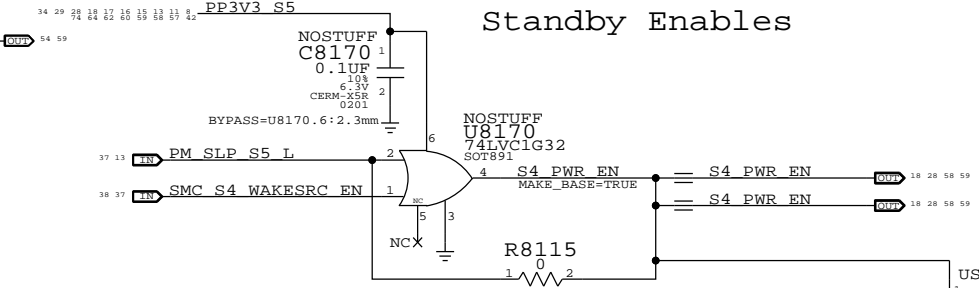 Standby Enables
34 29 28 18 17 16 15 13 11 8
74 64 62 60 59 58 57 42
PP3V3_S5
OUT 54 59
NOSTUFF
C8170
1
0.1UF
10%
6.3V
CERM-X5R
0201
2
BYPASS=U8170.6:2.3mm
6
NOSTUFF
U8170
74LVC1G32
SOT891
37 13 IN PM_SLP_S5_L 2
4 S4_PWR_EN
MAKE_BASE=TRUE
S4_PWR_EN OUT 18 28 58 59
38 37 IN SMC_S4_WAKESRC_EN 1
NC
S4_PWR_EN OUT 18 28 58 59
5 3
NC
R8115
0
1 2
US
1